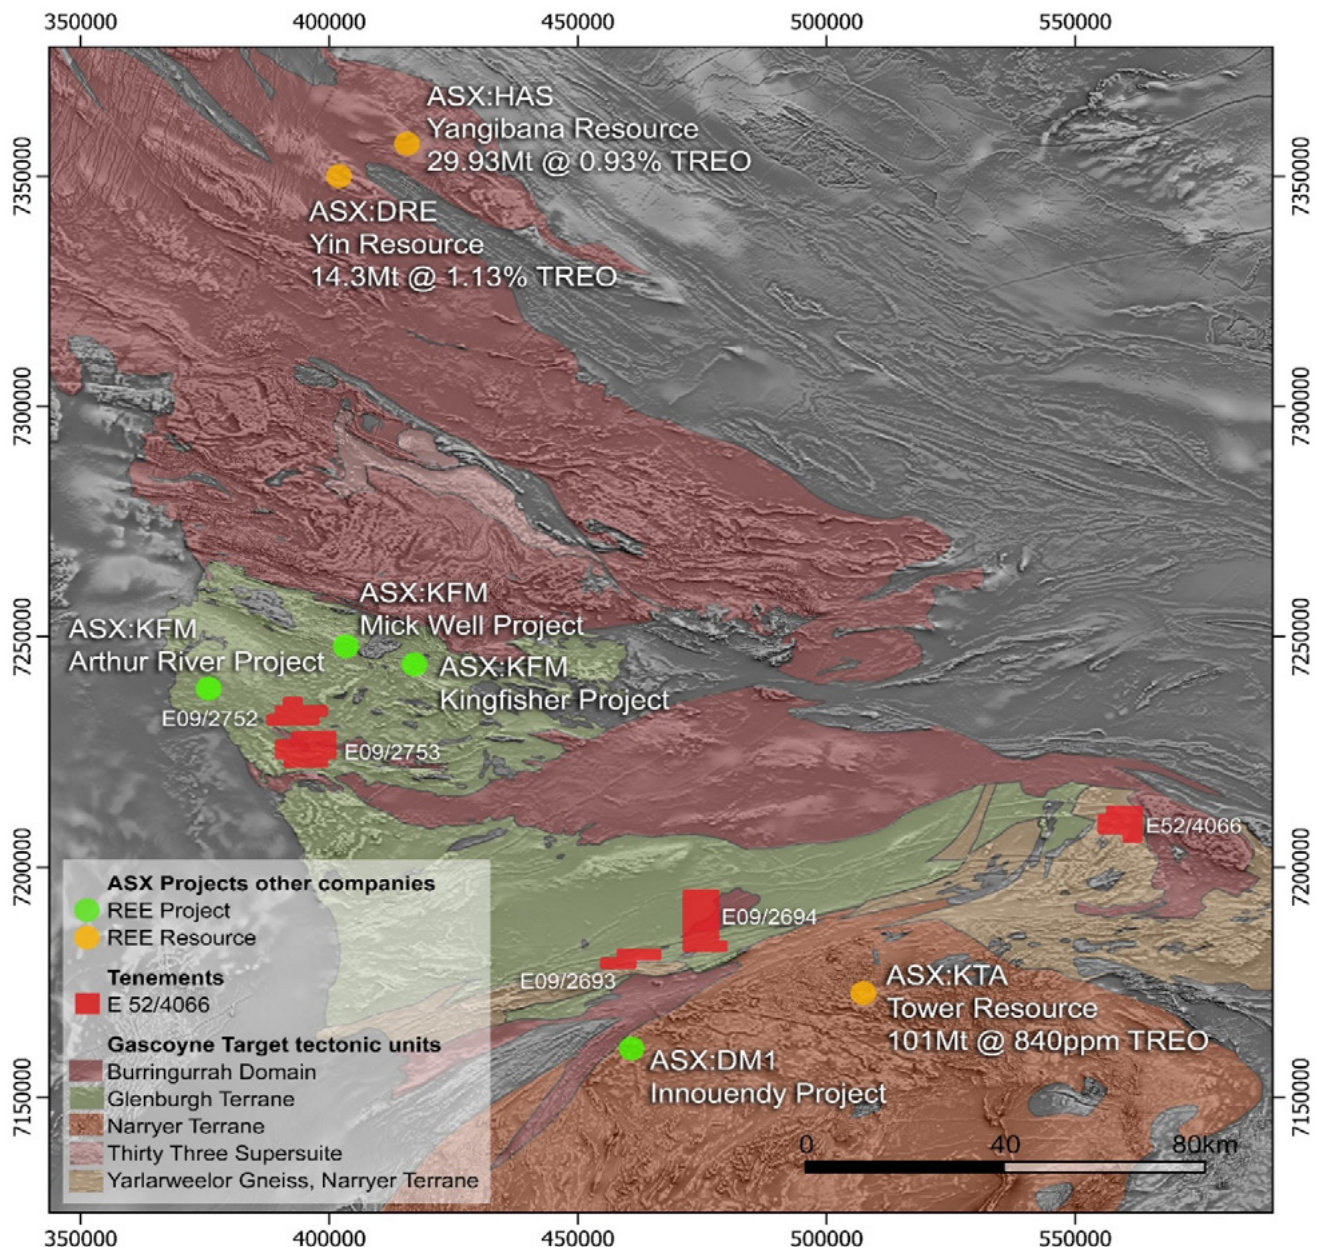 350000 400000 450000 500000 550000
ASX:HAS
Yangibana Resource
29.93Mt @ 0.93% TREO
7350000
7350000
ASX:DRE
Yin Resource
14.3Mt @ 1.13% TREO
7300000
7300000
ASX:KFM
Mick Well Project
ASX:KFM
Arthur River Project
7250000
7250000
ASX:KFM
Kingfisher Project
E09/2752
E09/2753
E52/4066
7200000
7200000
E09/2694
E09/2693
ASX:KTA
Tower Resource
101Mt @ 840ppm TREO
ASX:DM1
Innouendy Project
7150000
7150000
ASX Projects other companies
REE Project
REE Resource
Tenements
E 52/4066
Gascoyne Target tectonic units
Burringurrah Domain
Glenburgh Terrane
Narryer Terrane
Thirty Three Supersuite
Yarlarweelor Gneiss, Narryer Terrane
0 40 80km
350000 400000 450000 500000 550000